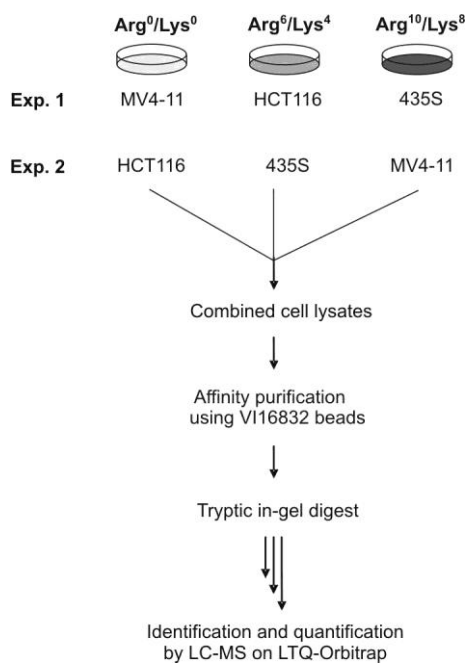 Arg⁰/Lys⁰ Arg⁶/Lys⁴ Arg¹⁰/Lys⁸
Exp. 1 MV4-11 HCT116 435S
Exp. 2 HCT116 435S MV4-11
Combined cell lysates
Affinity purification
using VI16832 beads
Tryptic in-gel digest
Identification and quantification
by LC-MS on LTQ-Orbitrap